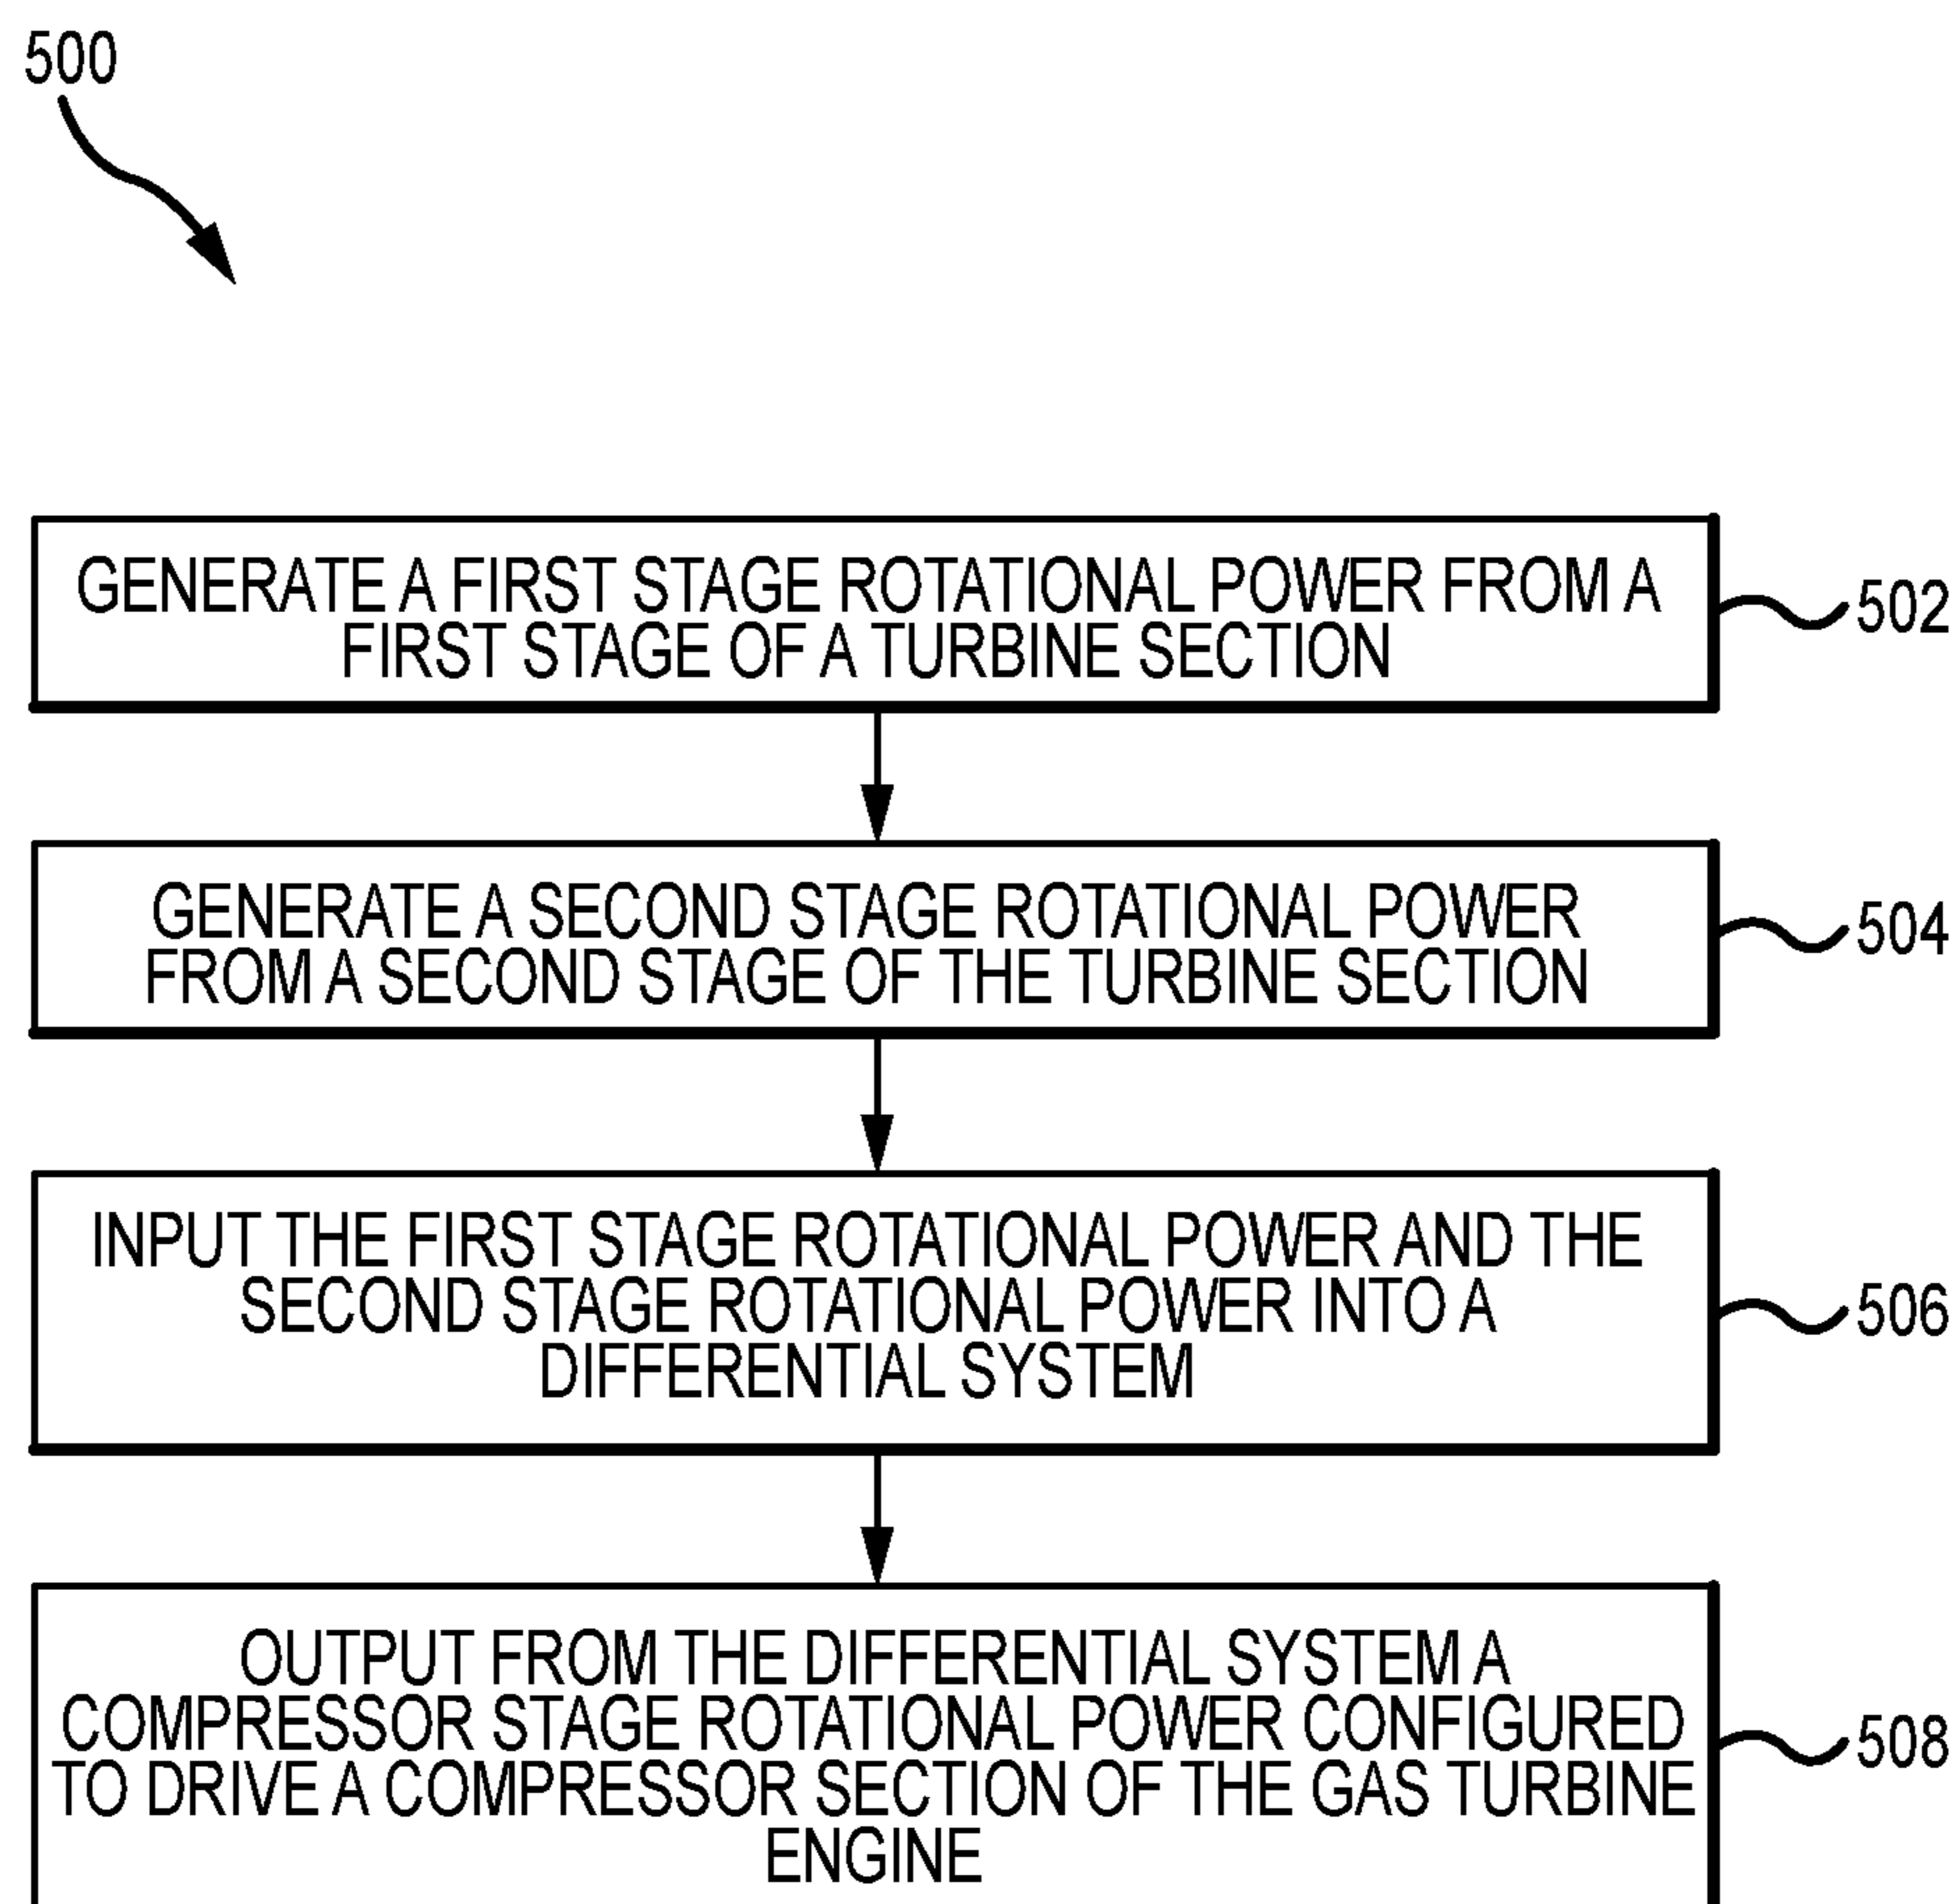 500
GENERATE A FIRST STAGE ROTATIONAL POWER FROM A
FIRST STAGE OF A TURBINE SECTION
502
GENERATE A SECOND STAGE ROTATIONAL POWER
FROM A SECOND STAGE OF THE TURBINE SECTION
504
INPUT THE FIRST STAGE ROTATIONAL POWER AND THE
SECOND STAGE ROTATIONAL POWER INTO A
DIFFERENTIAL SYSTEM
506
OUTPUT FROM THE DIFFERENTIAL SYSTEM A
COMPRESSOR STAGE ROTATIONAL POWER CONFIGURED
TO DRIVE A COMPRESSOR SECTION OF THE GAS TURBINE
ENGINE
508